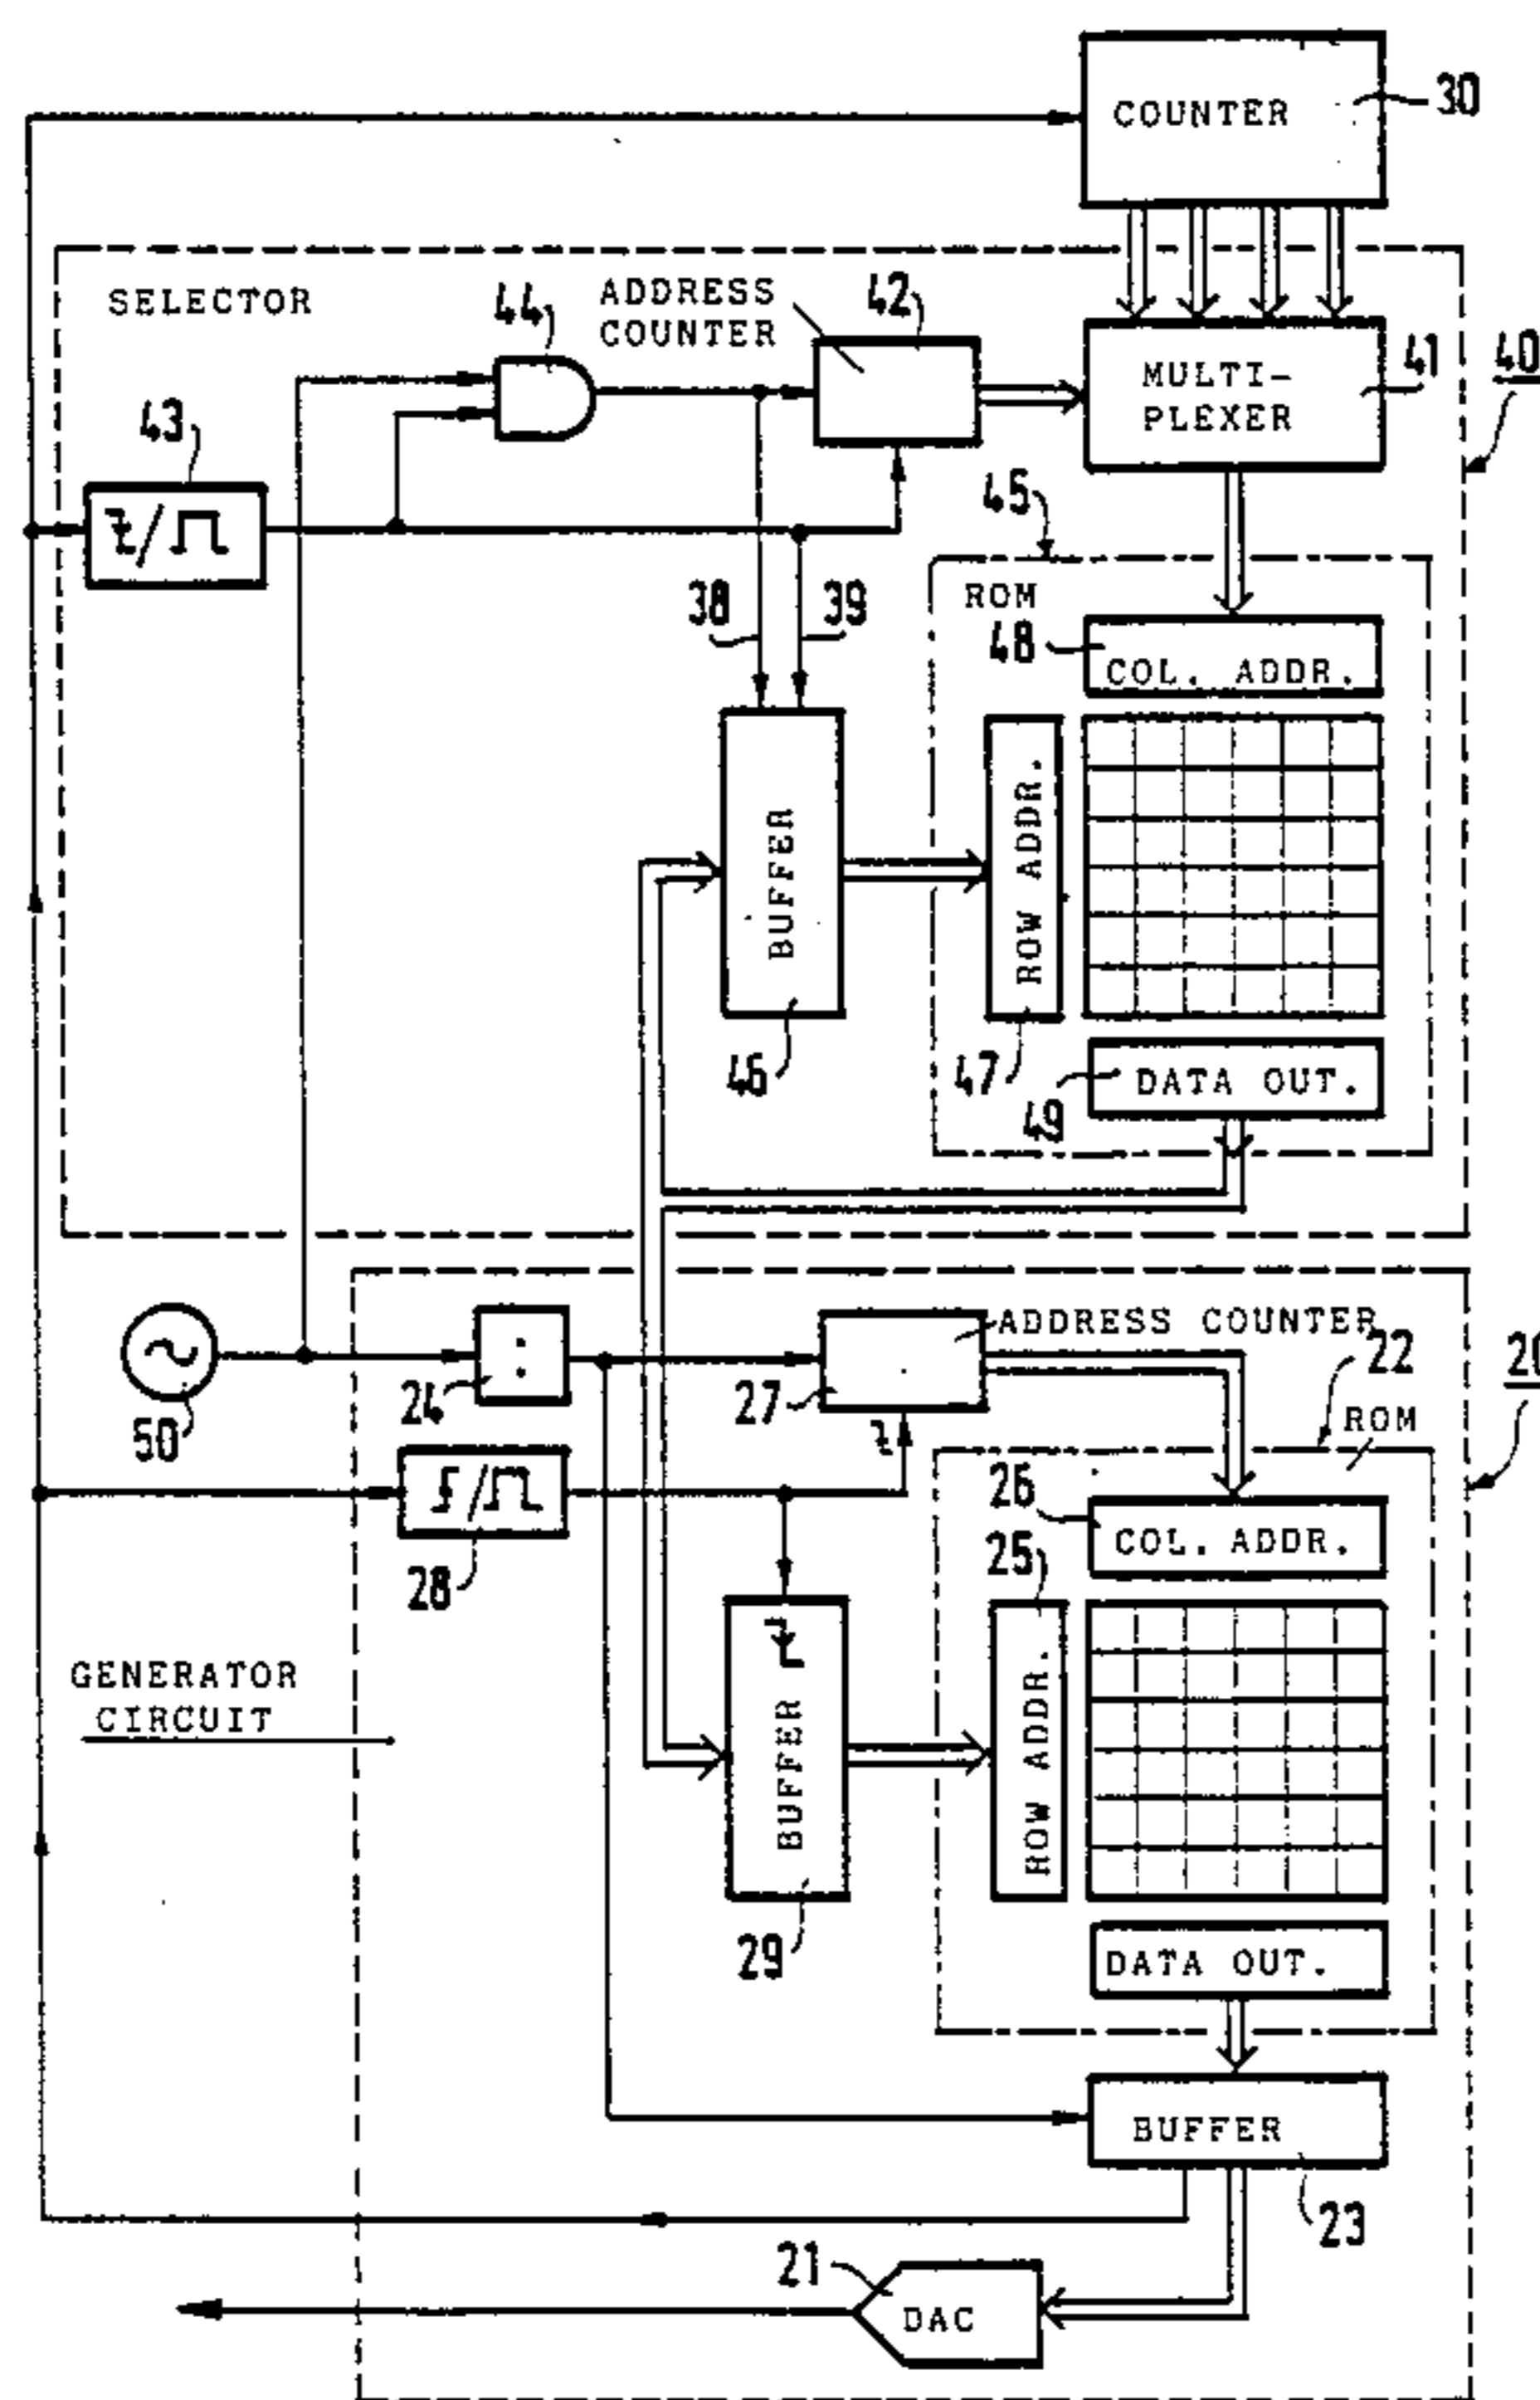 COUNTER
30
SELECTOR
44
ADDRESS
COUNTER
42
MULTI-
PLEXER
41
40
43
45
38
39
ROM
48
COL. ADDR.
BUFFER
ROW ADDR.
46
47
49
DATA OUT.
50
24
:
27
ADDRESS COUNTER
22
20
ROM
28
26
COL. ADDR.
25
GENERATOR
CIRCUIT
BUFFER
ROW ADDR.
29
DATA OUT.
BUFFER
23
21
DAC